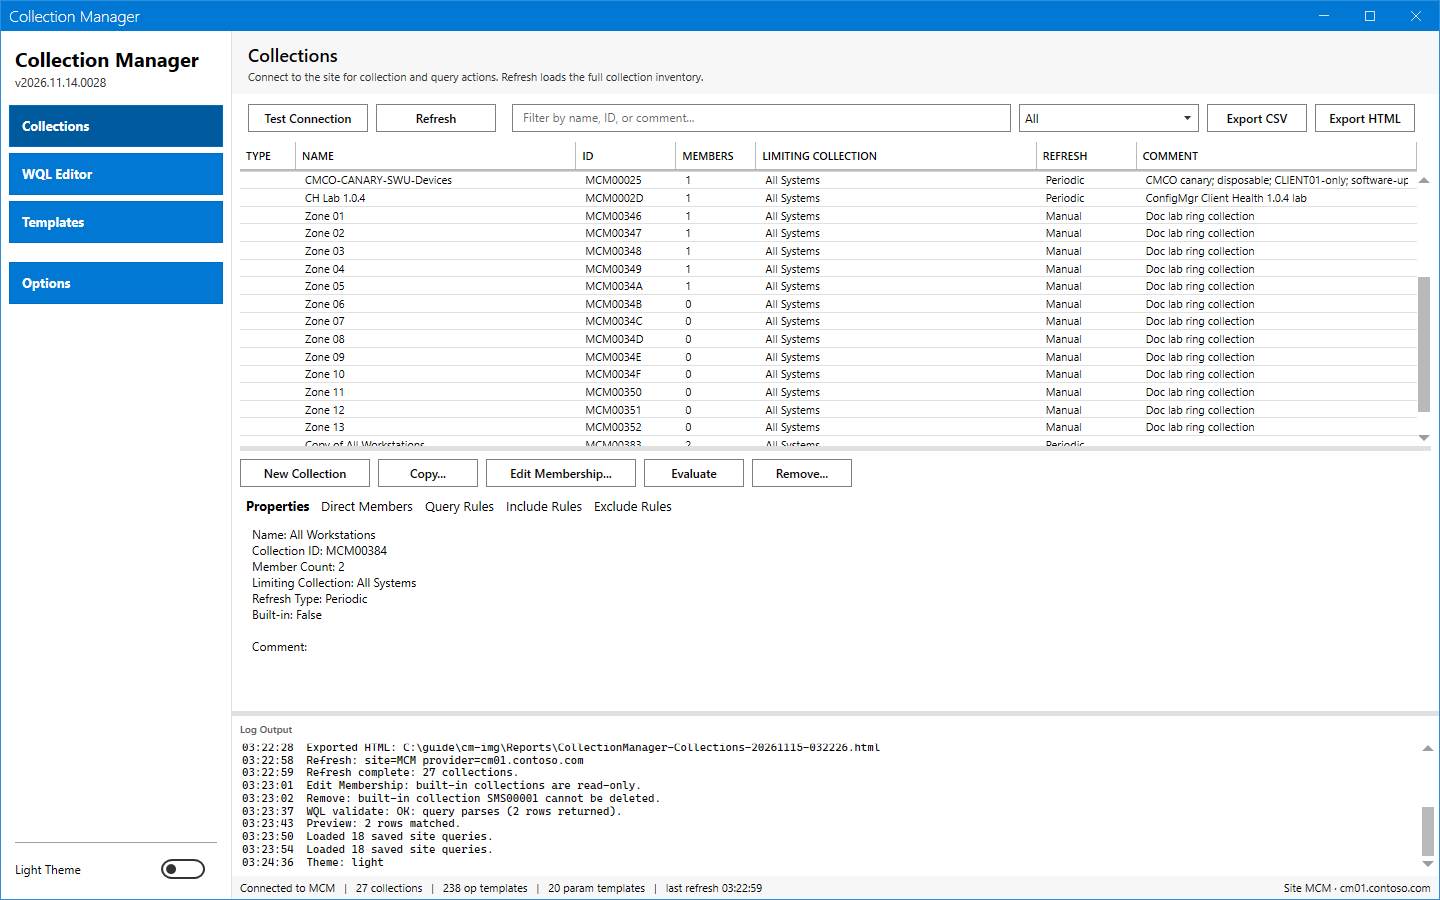 Collection Manager
Collection Manager
v2026.11.14.0028
Collections
WQL Editor
Templates
Options
Light Theme
Collections
Connect to the site for collection and query actions. Refresh loads the full collection inventory.
Test Connection Refresh Filter by name, ID, or comment... All Export CSV Export HTML
TYPE NAME ID MEMBERS LIMITING COLLECTION REFRESH COMMENT
CMCO-CANARY-SWU-Devices MCM00025 1 All Systems Periodic CMCO canary; disposable; CLIENT01-only; software-up
CH Lab 1.0.4 MCM0002D 1 All Systems Periodic ConfigMgr Client Health 1.0.4 lab
Zone 01 MCM00346 1 All Systems Manual Doc lab ring collection
Zone 02 MCM00347 1 All Systems Manual Doc lab ring collection
Zone 03 MCM00348 1 All Systems Manual Doc lab ring collection
Zone 04 MCM00349 1 All Systems Manual Doc lab ring collection
Zone 05 MCM0034A 1 All Systems Manual Doc lab ring collection
Zone 06 MCM0034B 0 All Systems Manual Doc lab ring collection
Zone 07 MCM0034C 0 All Systems Manual Doc lab ring collection
Zone 08 MCM0034D 0 All Systems Manual Doc lab ring collection
Zone 09 MCM0034E 0 All Systems Manual Doc lab ring collection
Zone 10 MCM0034F 0 All Systems Manual Doc lab ring collection
Zone 11 MCM00350 0 All Systems Manual Doc lab ring collection
Zone 12 MCM00351 0 All Systems Manual Doc lab ring collection
Zone 13 MCM00352 0 All Systems Manual Doc lab ring collection
Copy of All Workstations MCM00383 2 All Systems Periodic
New Collection Copy... Edit Membership... Evaluate Remove...
Properties Direct Members Query Rules Include Rules Exclude Rules
Name: All Workstations
Collection ID: MCM00384
Member Count: 2
Limiting Collection: All Systems
Refresh Type: Periodic
Built-in: False
Comment:
Log Output
03:22:28 Exported HTML: C:\guide\cm-img\Reports\CollectionManager-Collections-20261115-032226.html
03:22:58 Refresh: site=MCM provider=cm01.contoso.com
03:22:59 Refresh complete: 27 collections.
03:23:01 Edit Membership: built-in collections are read-only.
03:23:02 Remove: built-in collection SMS00001 cannot be deleted.
03:23:37 WQL validate: OK: query parses (2 rows returned).
03:23:43 Preview: 2 rows matched.
03:23:50 Loaded 18 saved site queries.
03:23:54 Loaded 18 saved site queries.
03:24:36 Theme: light
Connected to MCM | 27 collections | 238 op templates | 20 param templates | last refresh 03:22:59 Site MCM · cm01.contoso.com